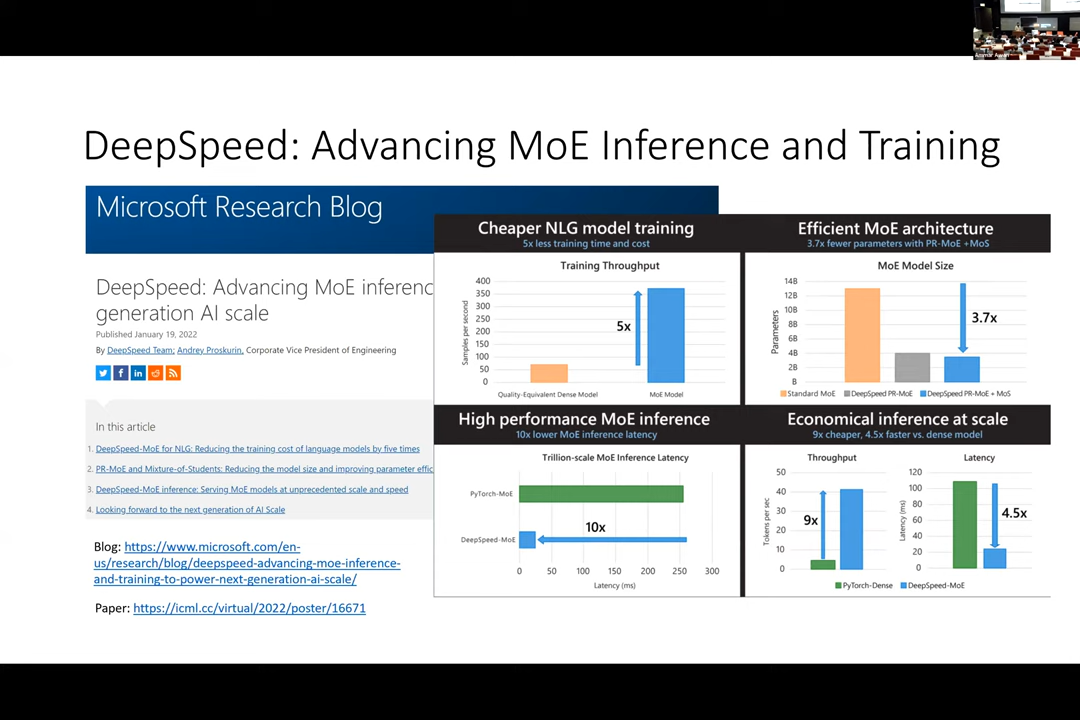 Ammar Awan
DeepSpeed: Advancing MoE Inference and Training
Microsoft Research Blog
DeepSpeed: Advancing MoE inferenc
generation AI scale
Published January 19, 2022
By DeepSpeed Team; Andrey Proskurin, Corporate Vice President of Engineering
In this article
1. DeepSpeed-MoE for NLG: Reducing the training cost of language models by five times
2. PR-MoE and Mixture-of-Students: Reducing the model size and improving parameter effic
3. DeepSpeed-MoE inference: Serving MoE models at unprecedented scale and speed
4. Looking forward to the next generation of AI Scale
Blog: https://www.microsoft.com/en-
us/research/blog/deepspeed-advancing-moe-inference-
and-training-to-power-next-generation-ai-scale/
Paper: https://icml.cc/virtual/2022/poster/16671
Cheaper NLG model training
5x less training time and cost
Training Throughput
Samples per second
400
350
300
250
200
150
100
50
0
5x
Quality-Equivalent Dense Model
MoE Model
Efficient MoE architecture
3.7x fewer parameters with PR-MoE +MoS
MoE Model Size
Parameters
14B
12B
10B
8B
6B
4B
2B
B
3.7x
Standard MoE
DeepSpeed PR-MoE
DeepSpeed PR-MoE + MoS
High performance MoE inference
10x lower MoE inference latency
Trillion-scale MoE Inference Latency
PyTorch-MoE
DeepSpeed-MoE
10x
0 50 100 150 200 250 300
Latency (ms)
Economical inference at scale
9x cheaper, 4.5x faster vs. dense model
Throughput
Tokens per sec
50
40
30
20
10
0
9x
Latency
Latency (ms)
120
100
80
60
40
20
0
4.5x
PyTorch-Dense
DeepSpeed-MoE